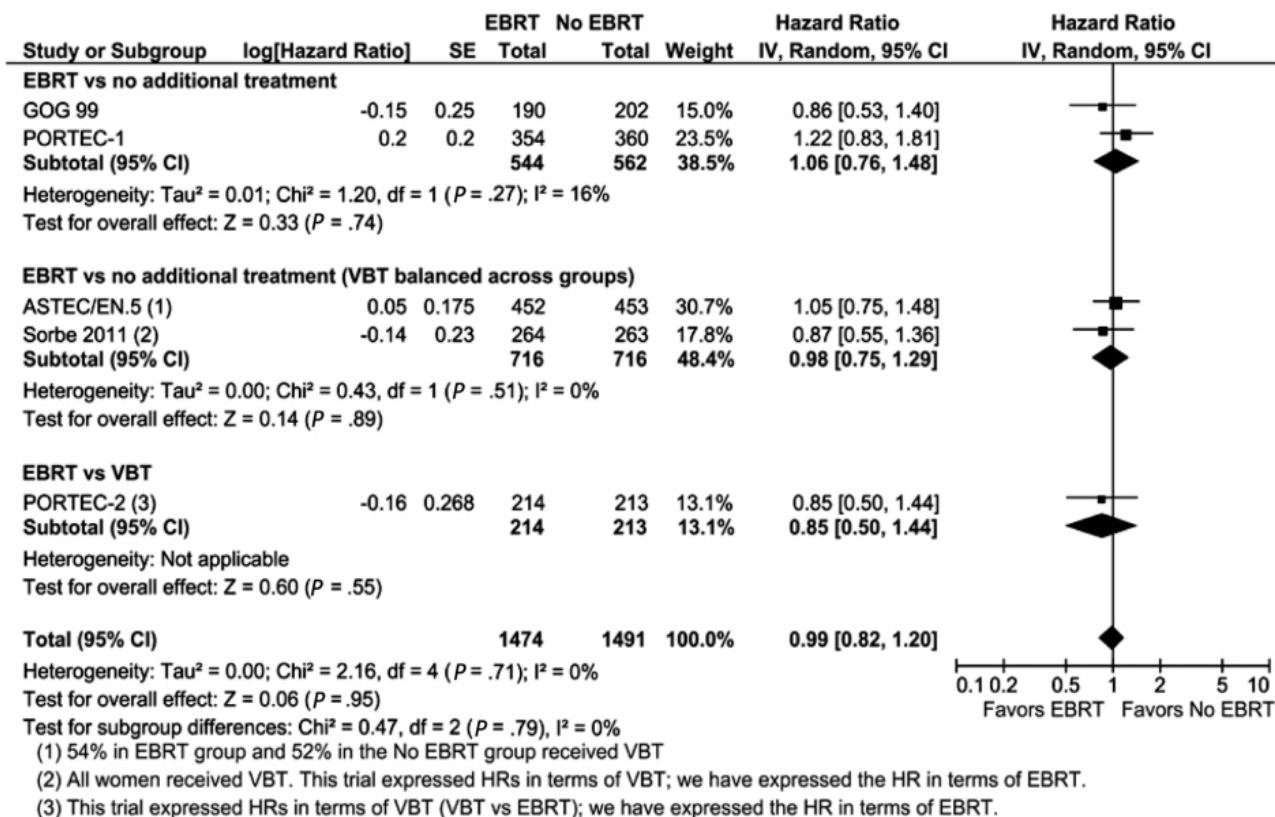 EBRT No EBRT Hazard Ratio Hazard Ratio
Study or Subgroup log[Hazard Ratio] SE Total Total Weight IV, Random, 95% CI IV, Random, 95% CI
EBRT vs no additional treatment
GOG 99 -0.15 0.25 190 202 15.0% 0.86 [0.53, 1.40]
PORTEC-1 0.2 0.2 354 360 23.5% 1.22 [0.83, 1.81]
Subtotal (95% CI) 544 562 38.5% 1.06 [0.76, 1.48]
Heterogeneity: Tau² = 0.01; Chi² = 1.20, df = 1 (P = .27); I² = 16%
Test for overall effect: Z = 0.33 (P = .74)
EBRT vs no additional treatment (VBT balanced across groups)
ASTEC/EN.5 (1) 0.05 0.175 452 453 30.7% 1.05 [0.75, 1.48]
Sorbe 2011 (2) -0.14 0.23 264 263 17.8% 0.87 [0.55, 1.36]
Subtotal (95% CI) 716 716 48.4% 0.98 [0.75, 1.29]
Heterogeneity: Tau² = 0.00; Chi² = 0.43, df = 1 (P = .51); I² = 0%
Test for overall effect: Z = 0.14 (P = .89)
EBRT vs VBT
PORTEC-2 (3) -0.16 0.268 214 213 13.1% 0.85 [0.50, 1.44]
Subtotal (95% CI) 214 213 13.1% 0.85 [0.50, 1.44]
Heterogeneity: Not applicable
Test for overall effect: Z = 0.60 (P = .55)
Total (95% CI) 1474 1491 100.0% 0.99 [0.82, 1.20]
Heterogeneity: Tau² = 0.00; Chi² = 2.16, df = 4 (P = .71); I² = 0%
Test for overall effect: Z = 0.06 (P = .95)
Test for subgroup differences: Chi² = 0.47, df = 2 (P = .79), I² = 0%
0.1 0.2 0.5 1 2 5 10
Favors EBRT Favors No EBRT
(1) 54% in EBRT group and 52% in the No EBRT group received VBT
(2) All women received VBT. This trial expressed HRs in terms of VBT; we have expressed the HR in terms of EBRT.
(3) This trial expressed HRs in terms of VBT (VBT vs EBRT); we have expressed the HR in terms of EBRT.